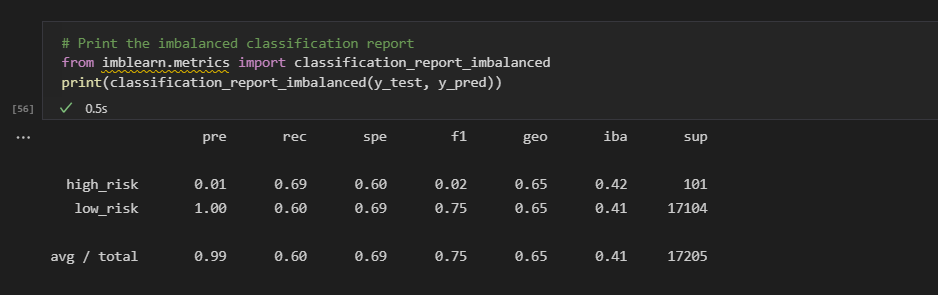 # Print the imbalanced classification report
from imblearn.metrics import classification_report_imbalanced
print(classification_report_imbalanced(y_test, y_pred))
[56] ✓ 0.5s
... pre rec spe f1 geo iba sup
high_risk 0.01 0.69 0.60 0.02 0.65 0.42 101
low_risk 1.00 0.60 0.69 0.75 0.65 0.41 17104
avg / total 0.99 0.60 0.69 0.75 0.65 0.41 17205